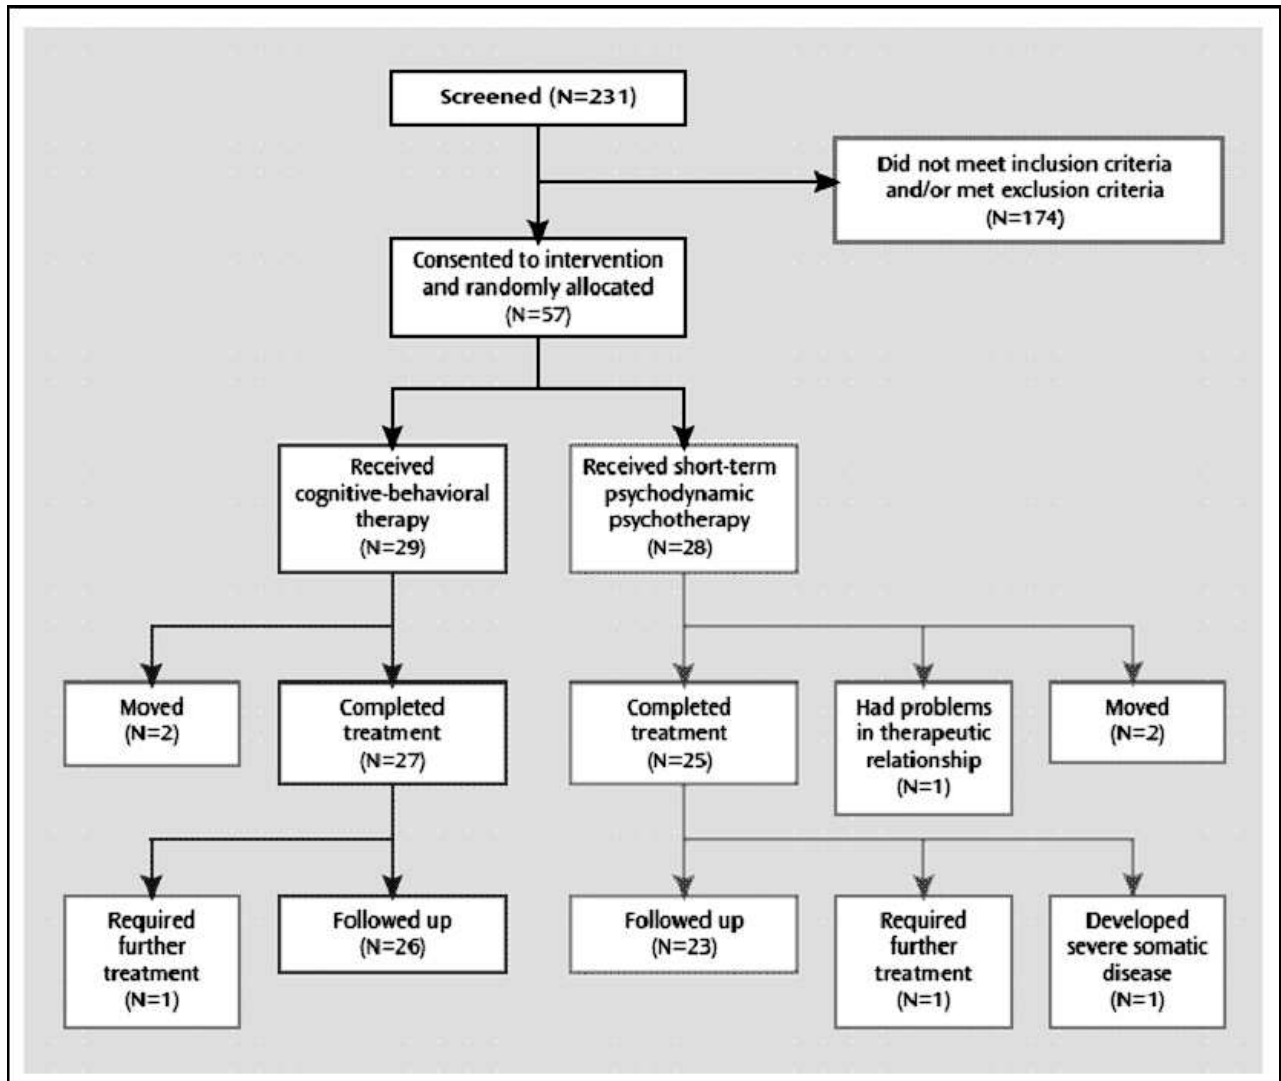 Screened (N=231)
Did not meet inclusion criteria
and/or met exclusion criteria
(N=174)
Consented to intervention
and randomly allocated
(N=57)
Received
cognitive-behavioral
therapy
(N=29)
Received short-term
psychodynamic
psychotherapy
(N=28)
Moved
(N=2)
Completed
treatment
(N=27)
Completed
treatment
(N=25)
Had problems
in therapeutic
relationship
(N=1)
Moved
(N=2)
Required
further
treatment
(N=1)
Followed up
(N=26)
Followed up
(N=23)
Required
further
treatment
(N=1)
Developed
severe somatic
disease
(N=1)